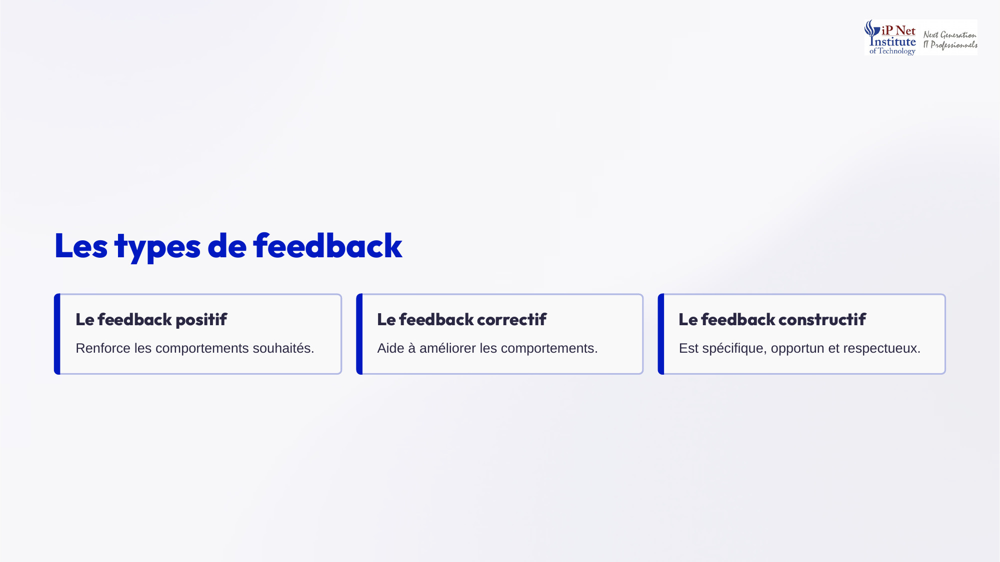 iP Net
Institute
of Technology
Next Generation
IT Professionnels
Les types de feedback
Le feedback positif
Renforce les comportements souhaités.
Le feedback correctif
Aide à améliorer les comportements.
Le feedback constructif
Est spécifique, opportun et respectueux.